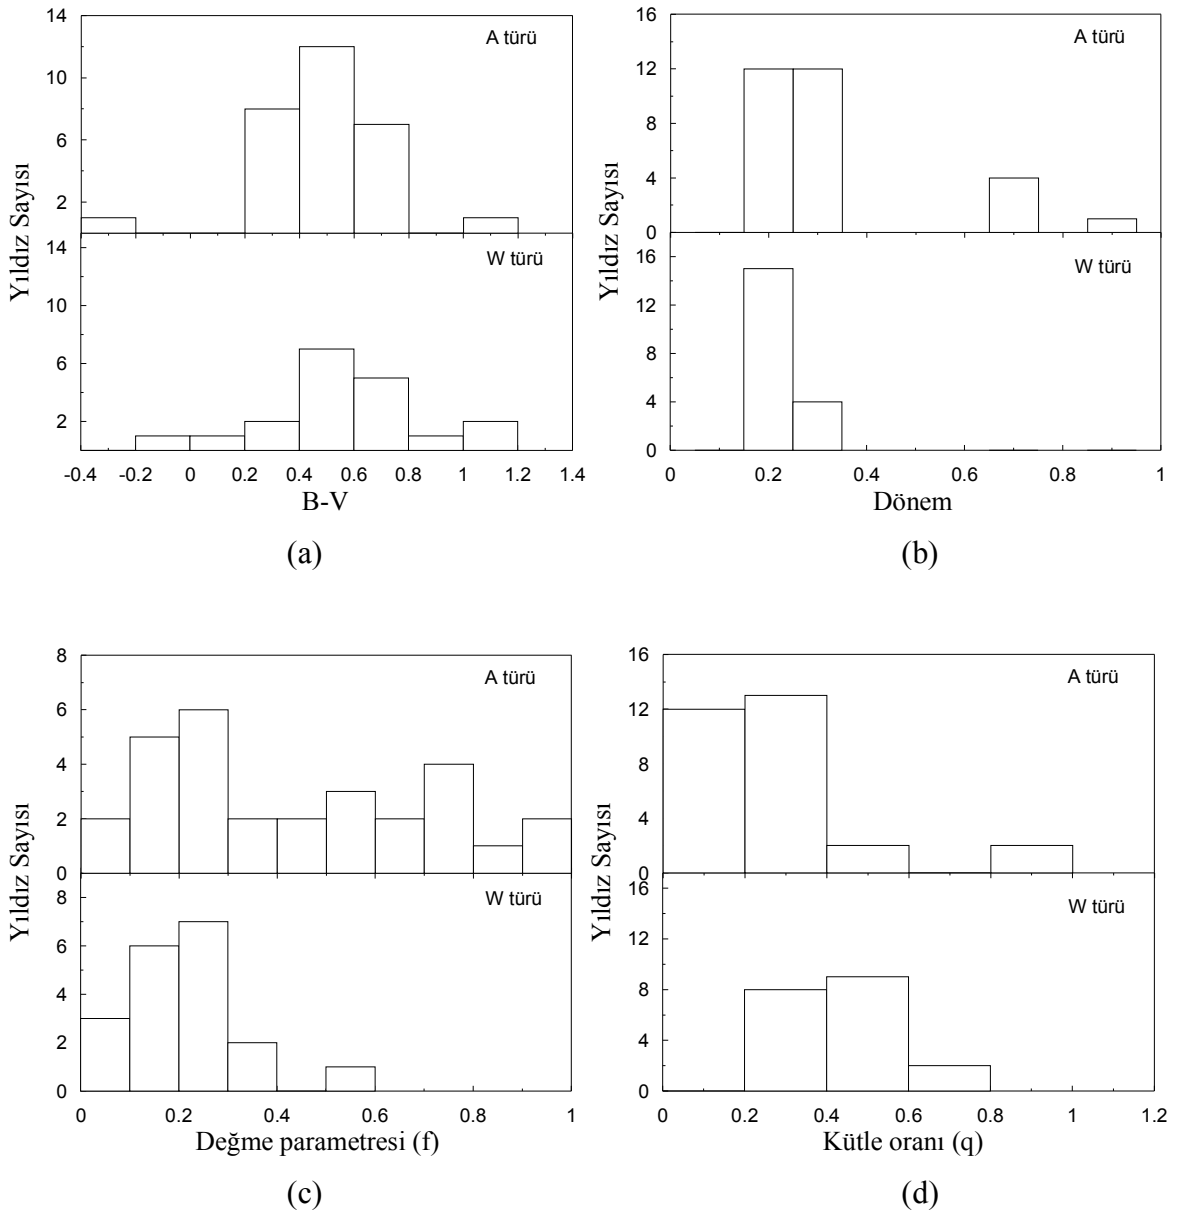 14
10
6
2
A türü
14
10
6
2
W türü
-0.4 -0.2 0 0.2 0.4 0.6 0.8 1 1.2 1.4
Yıldız Sayısı
B-V
(a)
16
12
8
4
0
A türü
16
12
8
4
0
W türü
0 0.2 0.4 0.6 0.8 1
Yıldız Sayısı
Dönem
(b)
8
6
4
2
0
A türü
8
6
4
2
0
W türü
0 0.2 0.4 0.6 0.8 1
Yıldız Sayısı
Değme parametresi (f)
(c)
16
12
8
4
0
A türü
16
12
8
4
0
W türü
0 0.2 0.4 0.6 0.8 1 1.2
Yıldız Sayısı
Kütle oranı (q)
(d)